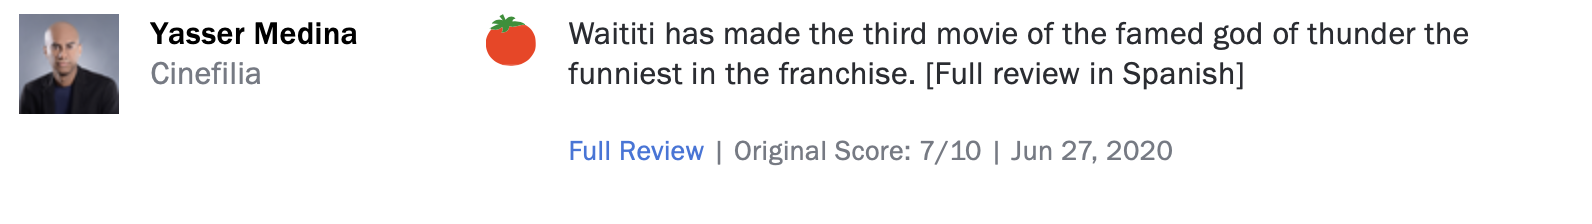 Yasser Medina
Cinefilia
Waititi has made the third movie of the famed god of thunder the
funniest in the franchise. [Full review in Spanish]
Full Review | Original Score: 7/10 | Jun 27, 2020